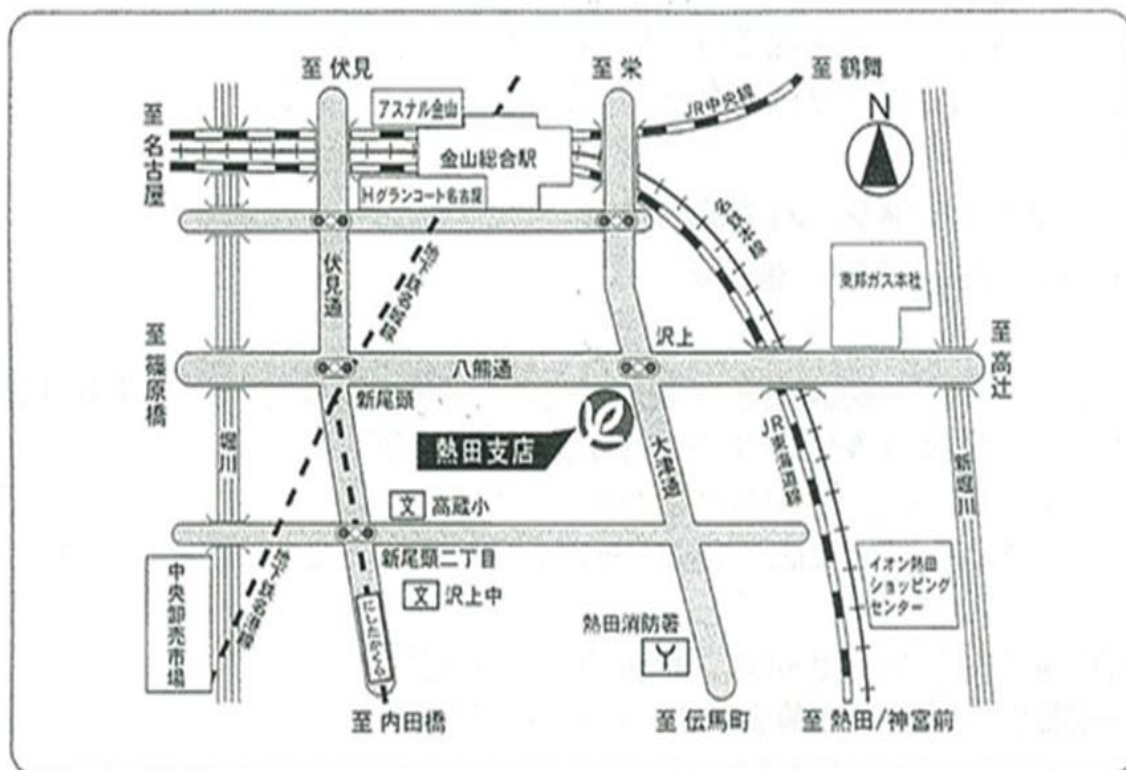 至 伏見
至 栄
至 鶴舞
アスナル金山
JR中央線
N
至名古屋
金山総合駅
Hグランコート名古屋
名鉄本線
伏見通
地下鉄名城線
東邦ガス本社
至篠原橋
沢上
至高辻
八熊通
新尾頭
熱田支店
堀川
大津通
JR東海道線
新堀川
文 高蔵小
新尾頭二丁目
中央卸売市場
文 沢上中
イオン熱田
ショッピング
センター
熱田消防署
至 内田橋
至 伝馬町
至 熱田/神宮前